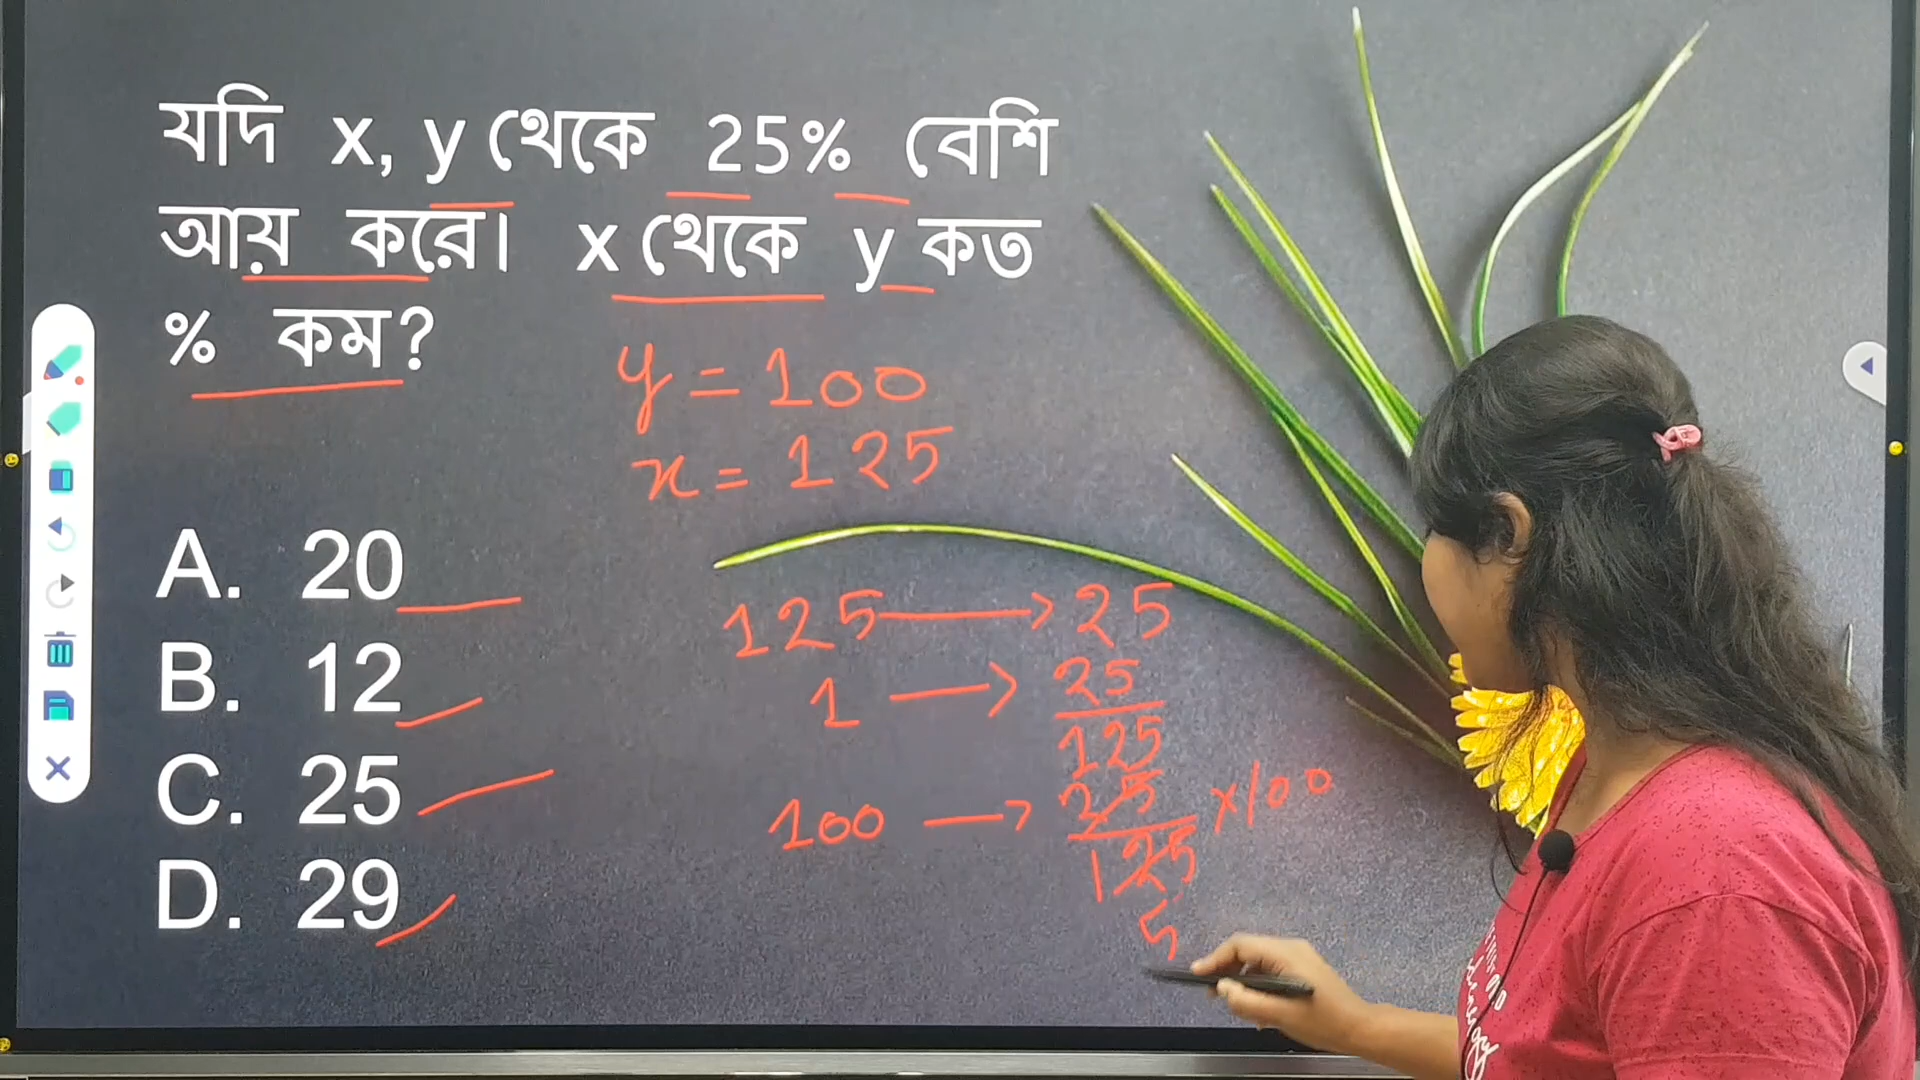 যদি x, y থেকে 25% বেশি
আয় করে। x থেকে y কত
% কম?
y = 100
x = 125
A. 20
B. 12
C. 25
D. 29
125 → 25
1 → 25
125
100 → 25 x100
125
5